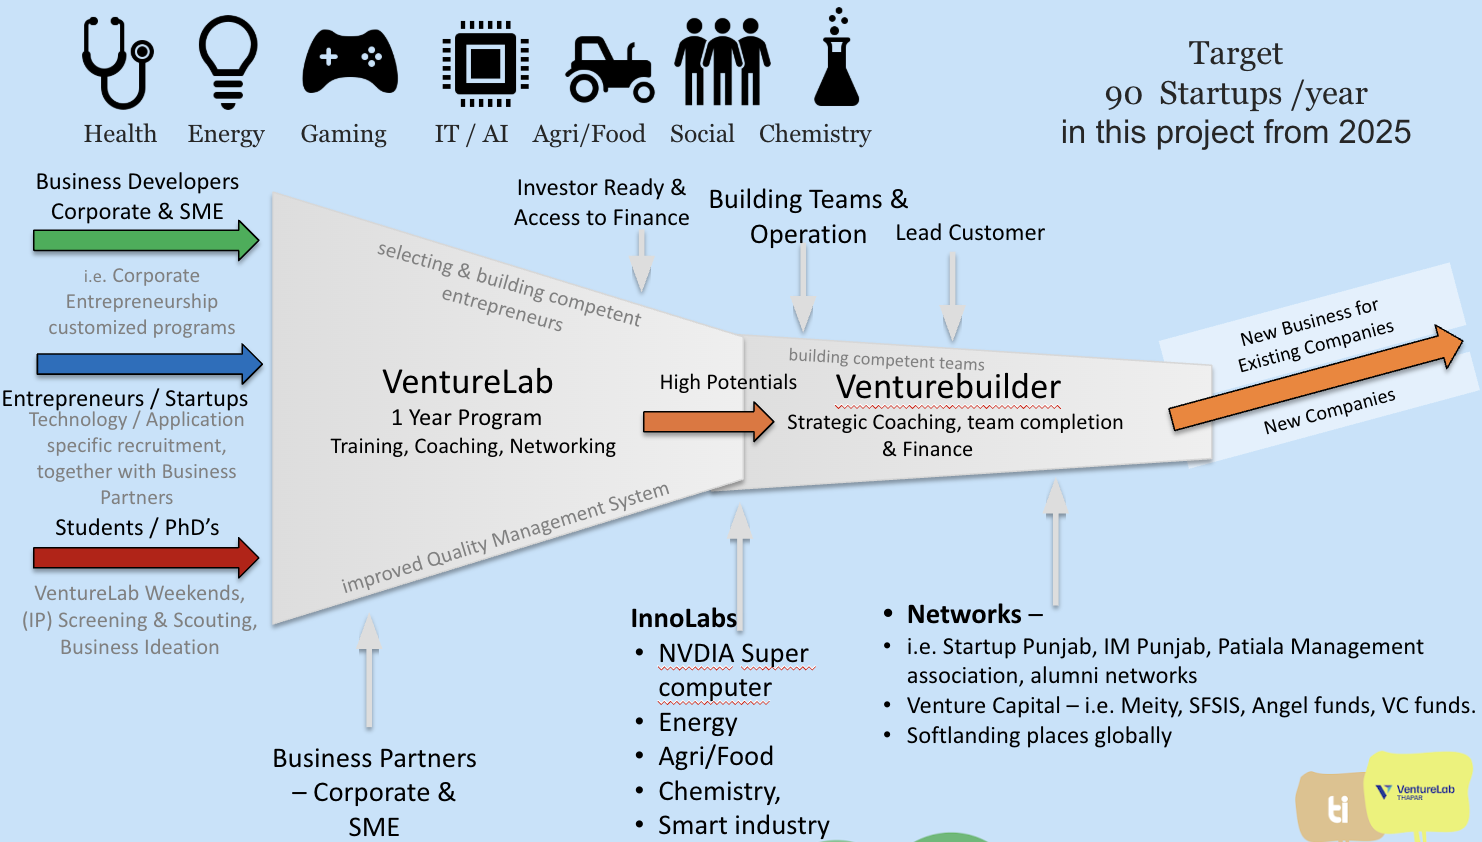 Health
Energy
Gaming
IT / AI
Agri/Food
Social
Chemistry
Target
90 Startups /year
in this project from 2025
Business Developers
Corporate & SME
i.e. Corporate
Entrepreneurship
customized programs
Entrepreneurs / Startups
Technology / Application
specific recruitment,
together with Business
Partners
Students / PhD’s
VentureLab Weekends,
(IP) Screening & Scouting,
Business Ideation
selecting & building competent
entrepreneurs
VentureLab
1 Year Program
Training, Coaching, Networking
improved Quality Management System
Investor Ready &
Access to Finance
Building Teams &
Operation
Lead Customer
High Potentials
building competent teams
Venturebuilder
Strategic Coaching, team completion
& Finance
New Business for
Existing Companies
New Companies
Business Partners
– Corporate &
SME
InnoLabs
• NVDIA Super
computer
• Energy
• Agri/Food
• Chemistry,
• Smart industry
• Networks –
• i.e. Startup Punjab, IM Punjab, Patiala Management
association, alumni networks
• Venture Capital – i.e. Meity, SFSIS, Angel funds, VC funds.
• Softlanding places globally
ti
VentureLab
THAPAR